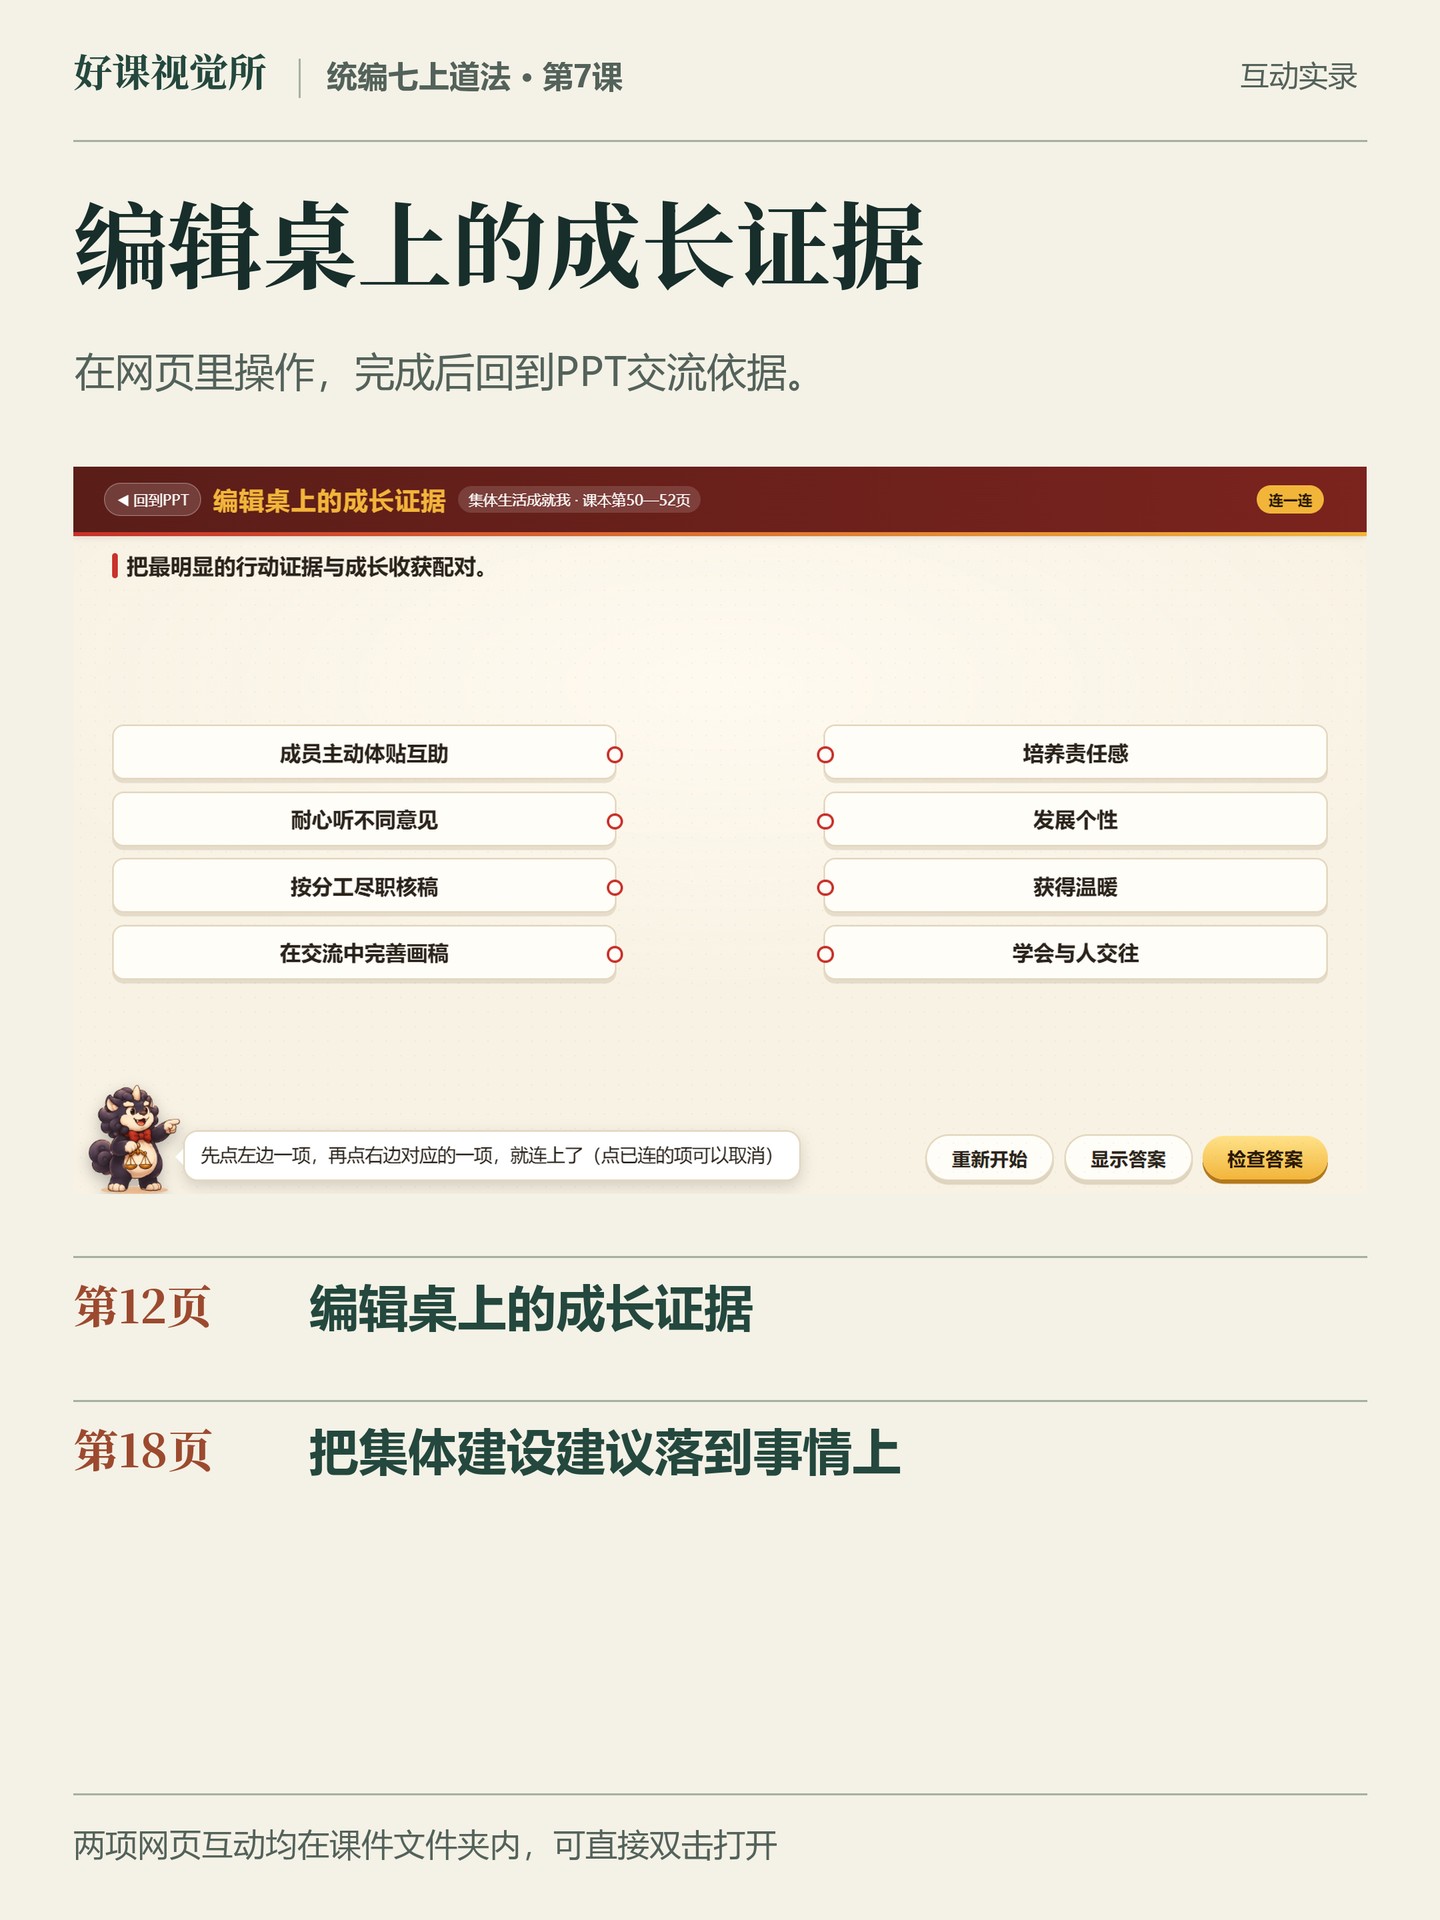 好课视觉所
统编七上道法·第7课
互动实录
编辑桌上的成长证据
在网页里操作，完成后回到PPT交流依据。
◀ 回到PPT
编辑桌上的成长证据
集体生活成就我·课本第50—52页
连一连
把最明显的行动证据与成长收获配对。
成员主动体贴互助
培养责任感
耐心听不同意见
发展个性
按分工尽职核稿
获得温暖
在交流中完善画稿
学会与人交往
先点左边一项，再点右边对应的一项，就连上了（点已连的项可以取消）
重新开始
显示答案
检查答案
第12页
编辑桌上的成长证据
第18页
把集体建设建议落到事情上
两项网页互动均在课件文件夹内，可直接双击打开